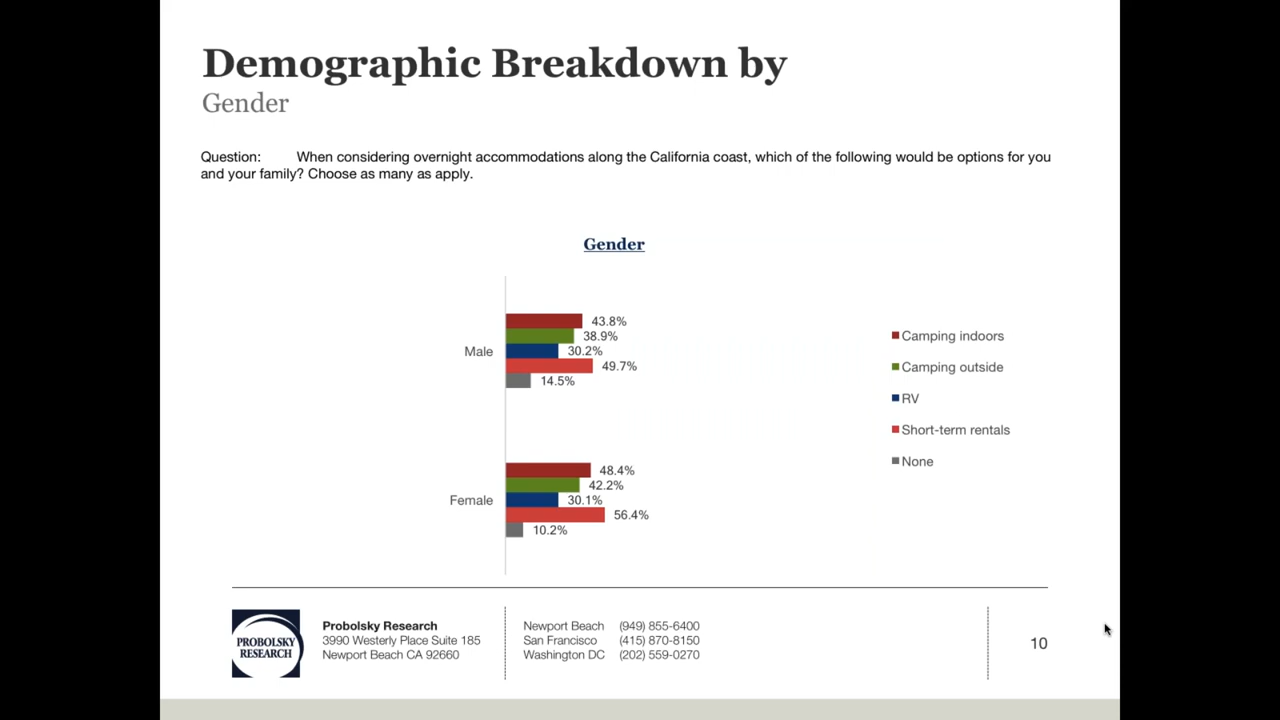 Demographic Breakdown by
Gender
Question: When considering overnight accommodations along the California coast, which of the following would be options for you
and your family? Choose as many as apply.
Gender
Male
43.8%
38.9%
30.2%
49.7%
14.5%
Female
48.4%
42.2%
30.1%
56.4%
10.2%
Camping indoors
Camping outside
RV
Short-term rentals
None
PROBOLSKY
RESEARCH
Probolsky Research
3990 Westerly Place Suite 185
Newport Beach CA 92660
Newport Beach (949) 855-6400
San Francisco (415) 870-8150
Washington DC (202) 559-0270
10